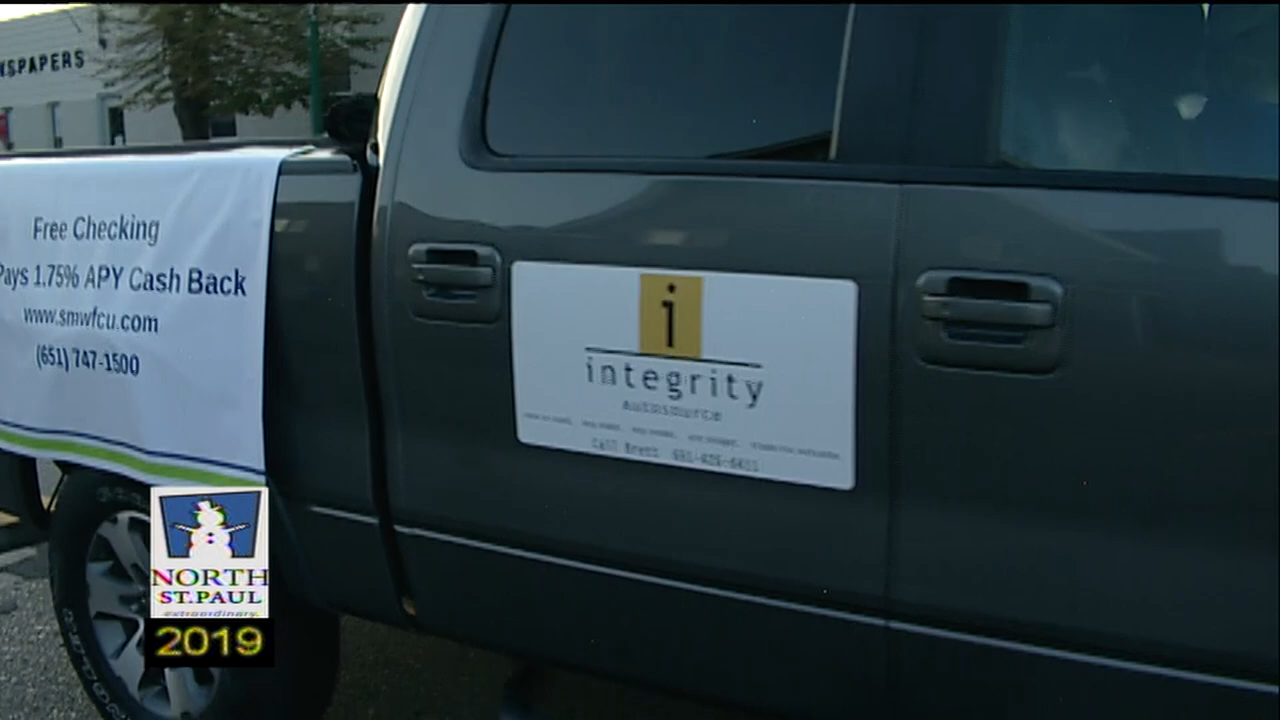 NSPAPERS
Free Checking
Pays 1.75% APY Cash Back
www.smwfcu.com
(651) 747-1500
i
integrity
autosource
Call Brett
NORTH
ST.PAUL
extraordinary.
2019